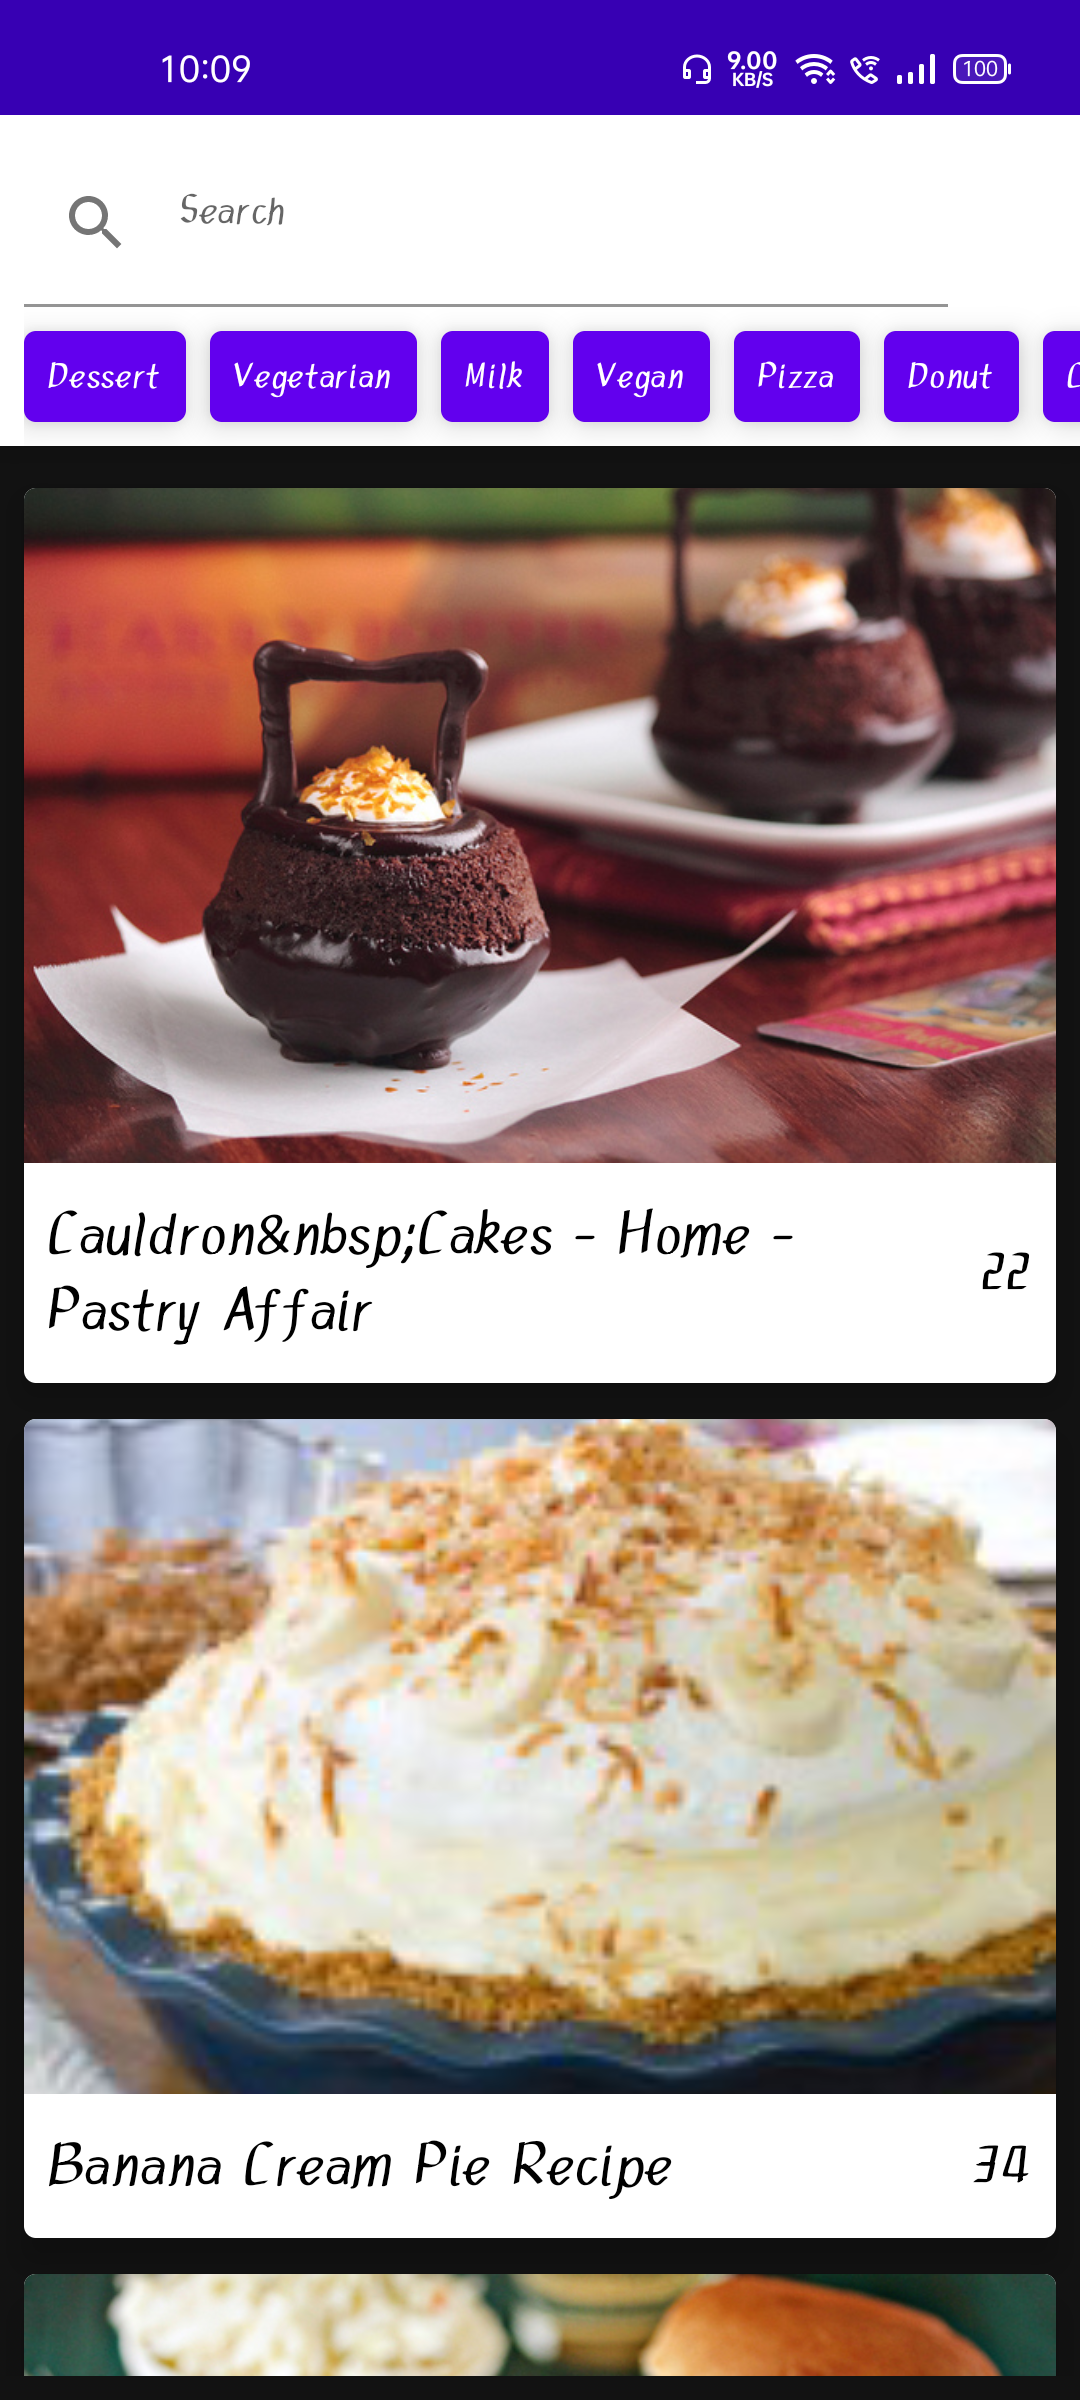 10:09
9.00
KB/S
100
Search
Dessert Vegetarian Milk Vegan Pizza Donut
Cauldron&nbsp;Cakes - Home -
Pastry Affair
22
Banana Cream Pie Recipe
34